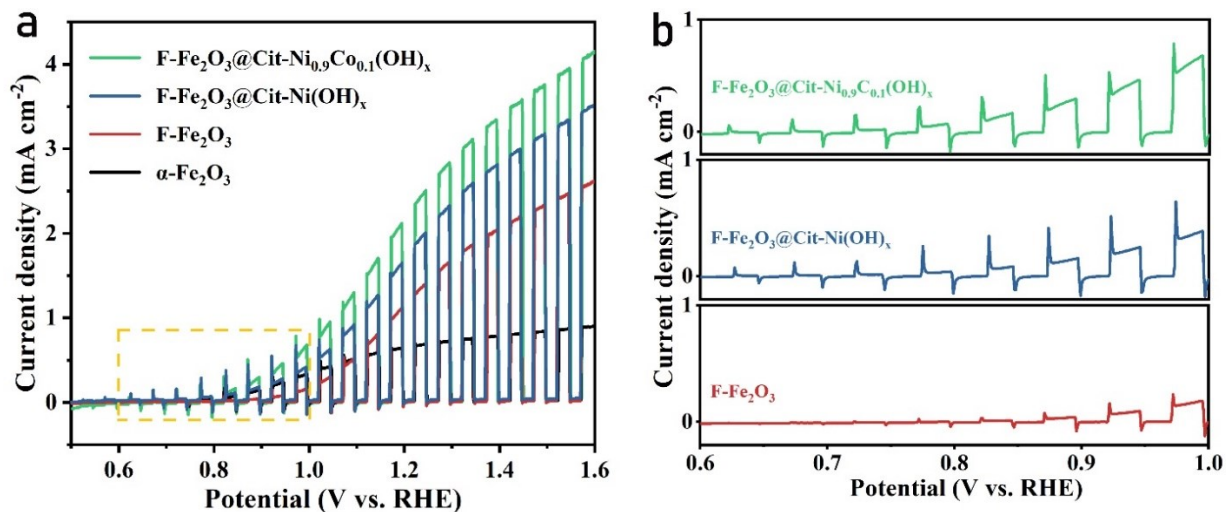 a
Current density (mA cm⁻²)
4
3
2
1
0
F-Fe₂O₃@Cit-Ni₀.₉Co₀.₁(OH)ₓ
F-Fe₂O₃@Cit-Ni(OH)ₓ
F-Fe₂O₃
α-Fe₂O₃
0.6 0.8 1.0 1.2 1.4 1.6
Potential (V vs. RHE)
b
Current density (mA cm⁻²)
1
F-Fe₂O₃@Cit-Ni₀.₉C₀.₁(OH)ₓ
0
1
F-Fe₂O₃@Cit-Ni(OH)ₓ
0
1
F-Fe₂O₃
0
0.6 0.7 0.8 0.9 1.0
Potential (V vs. RHE)